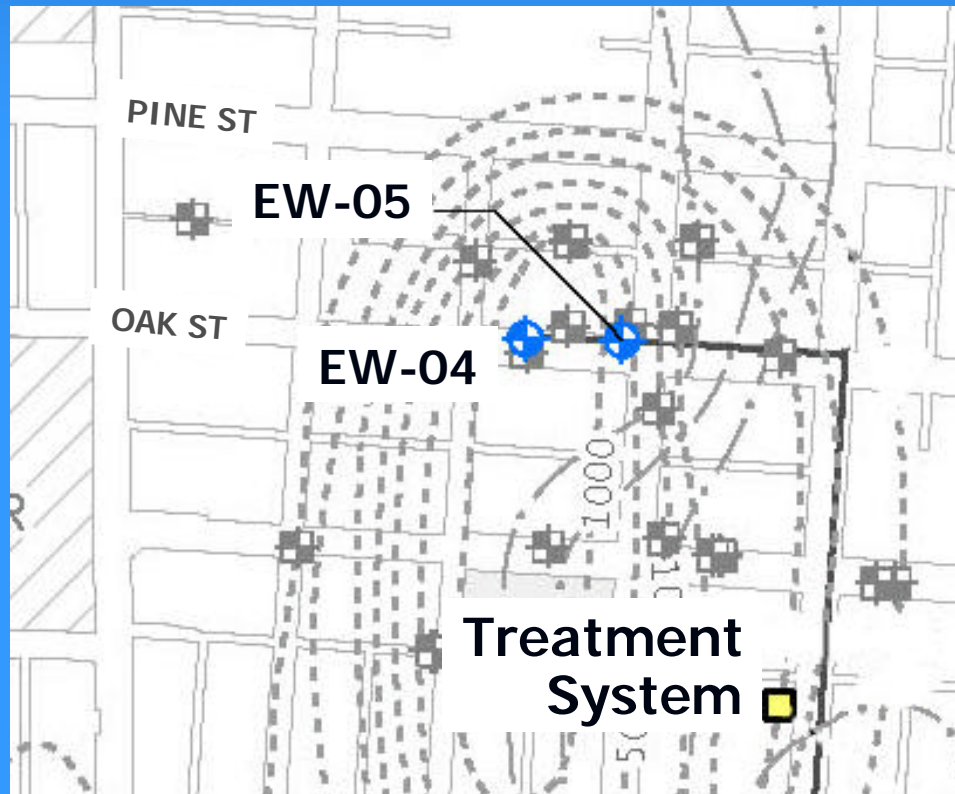 PINE ST
EW-05
OAK ST
EW-04
1000
R
Treatment
System